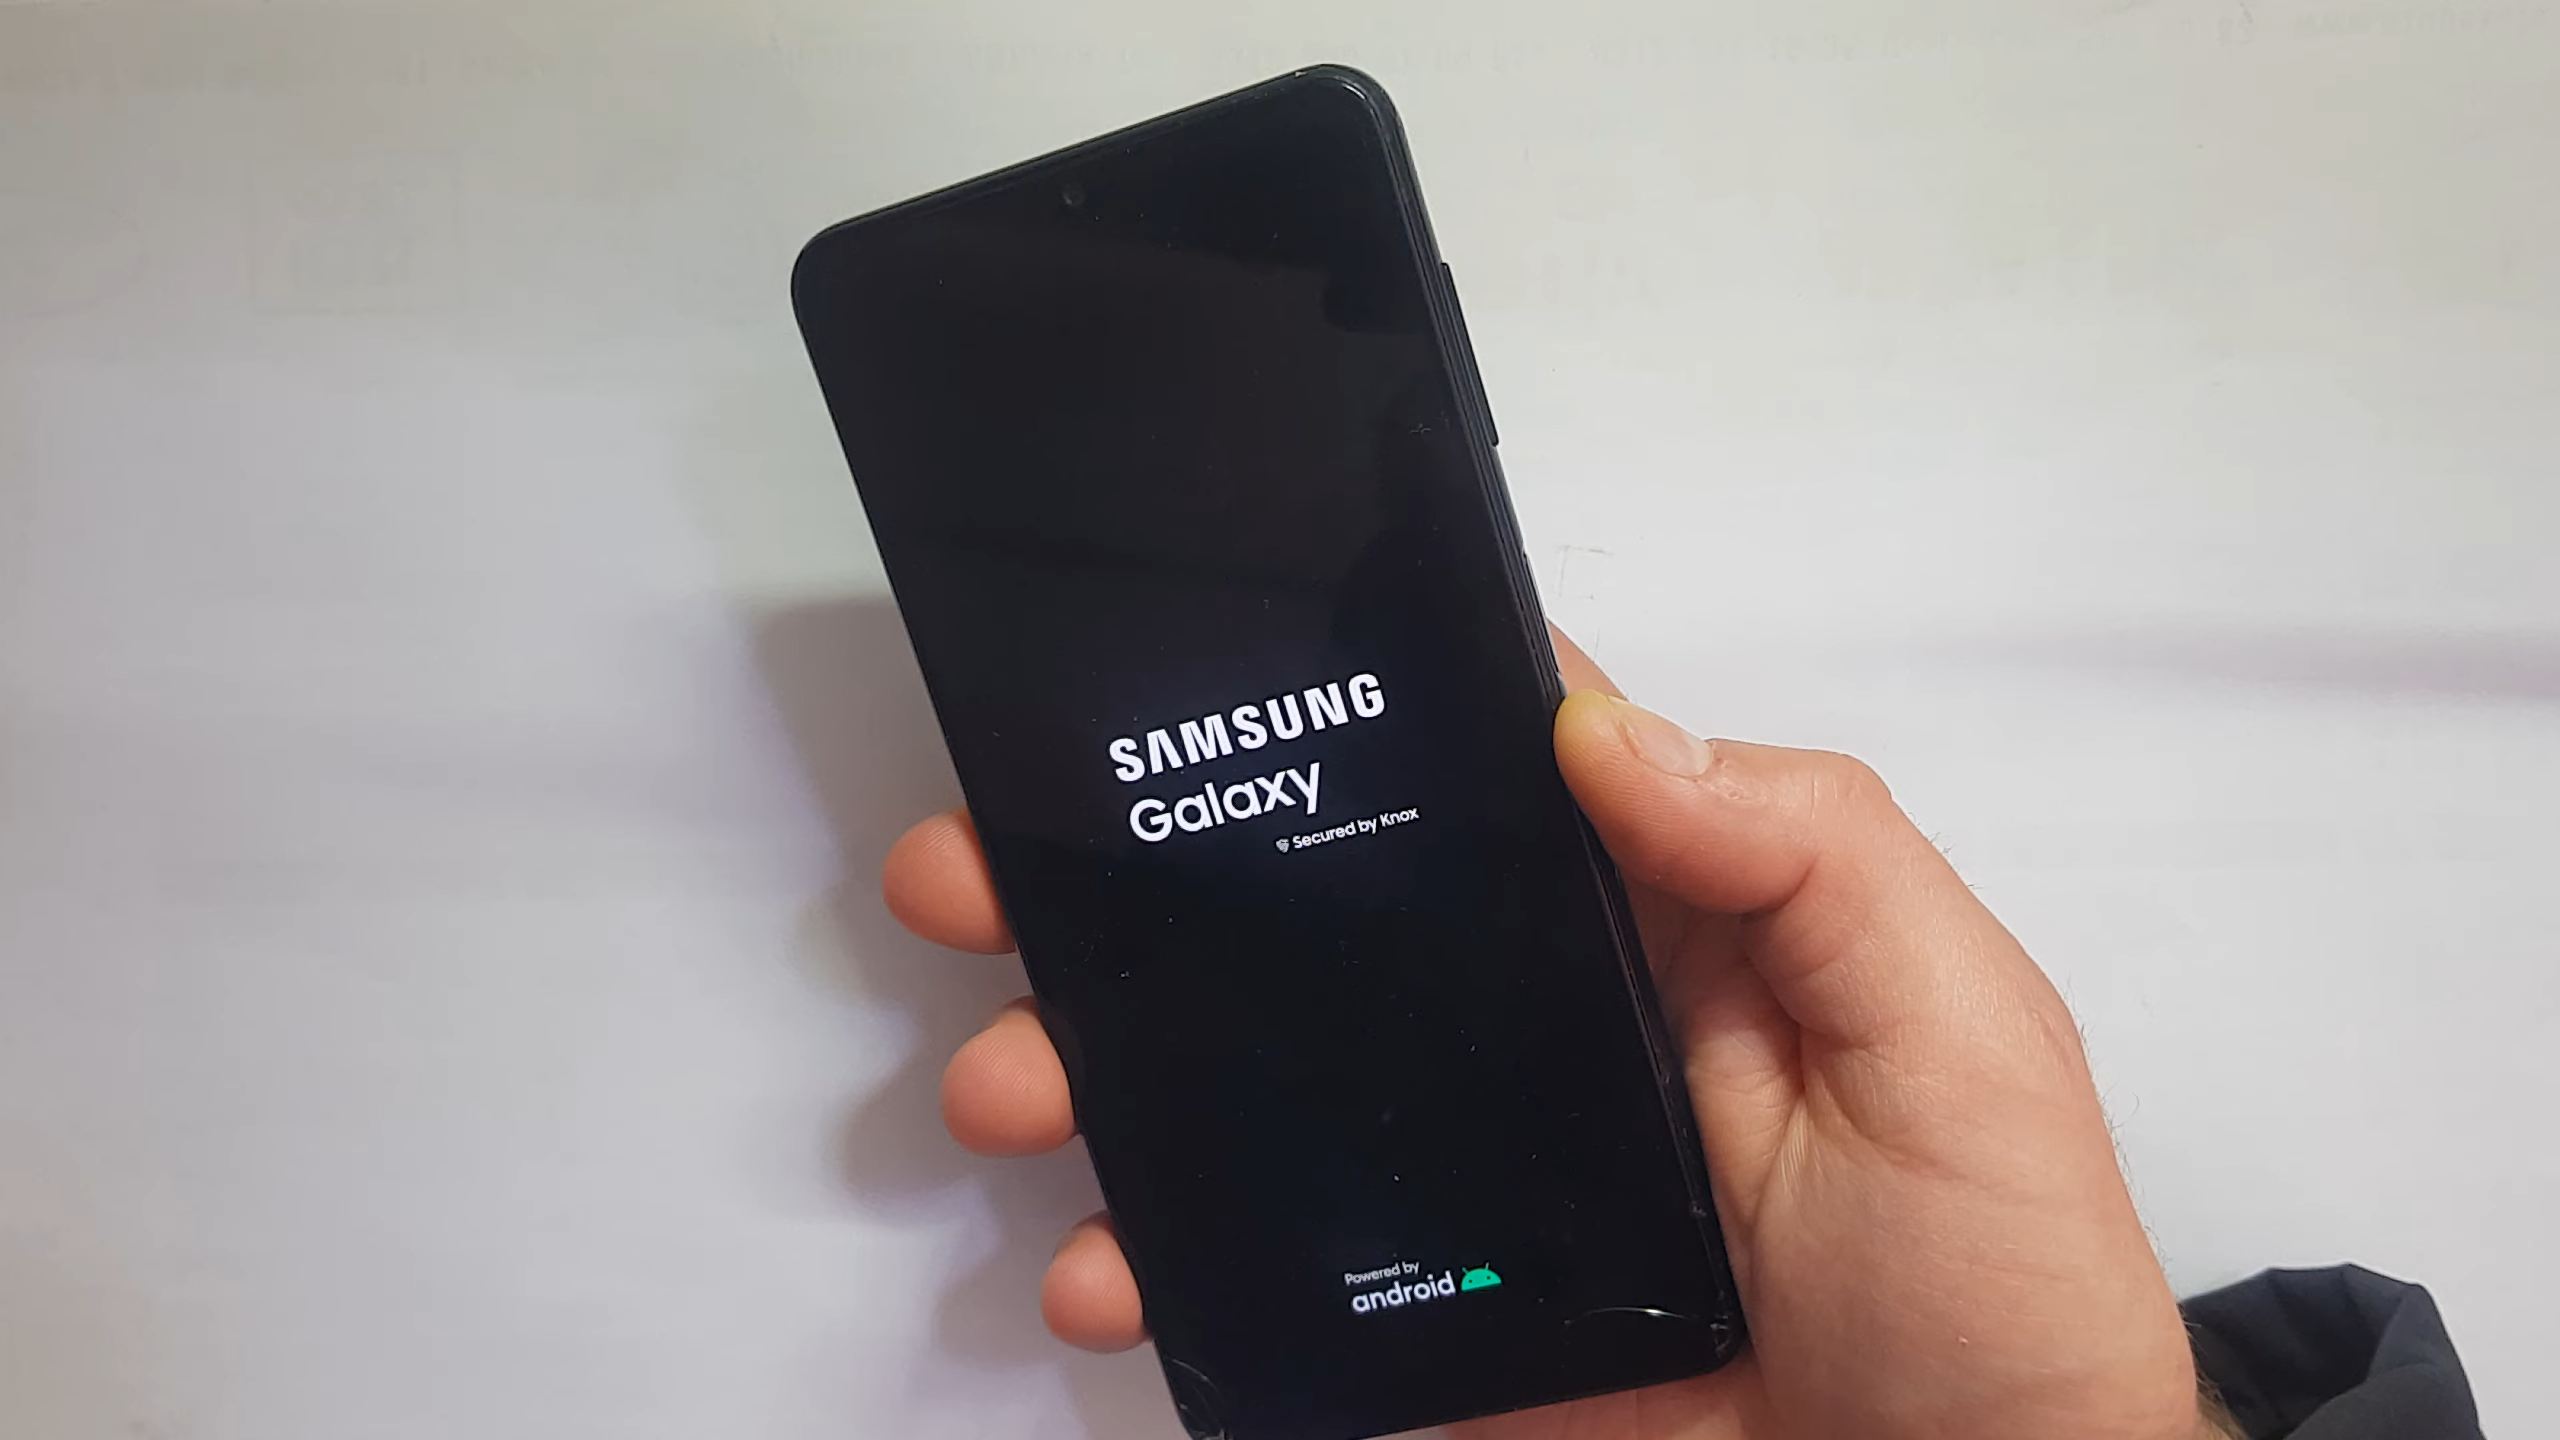 SAMSUNG
Galaxy
Secured by Knox
Powered by
android